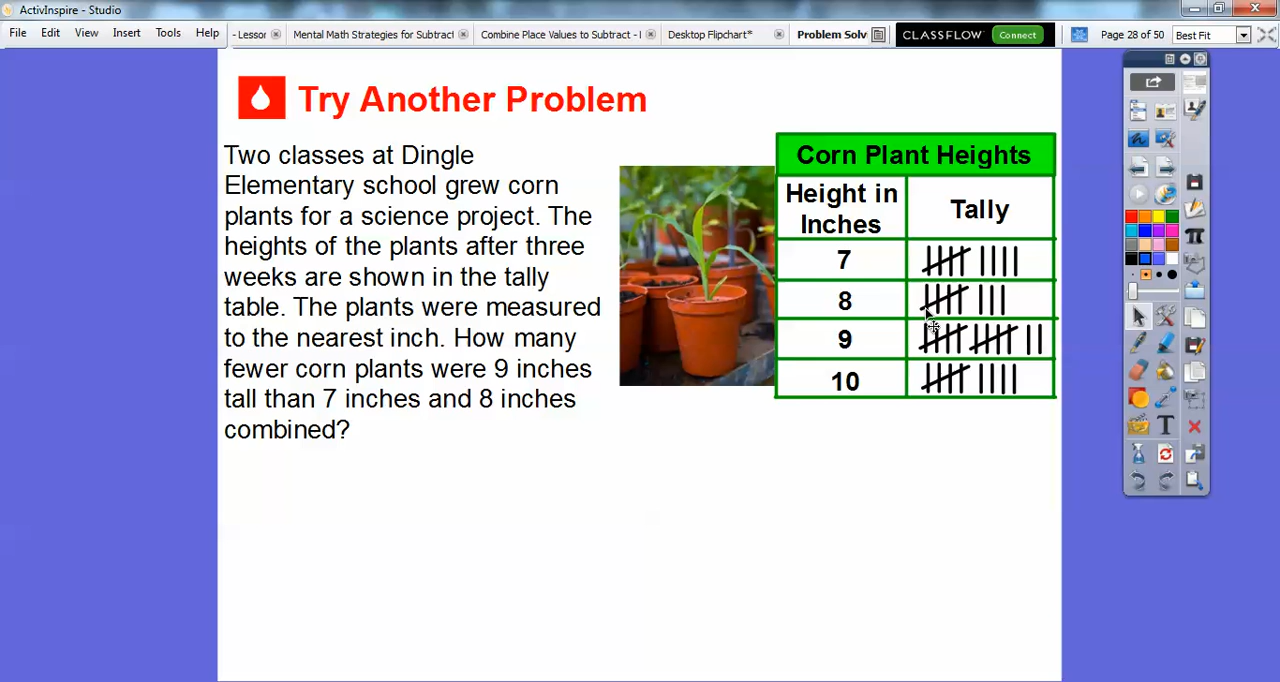 ActivInspire - Studio
File Edit View Insert Tools Help
- Lesson Mental Math Strategies for Subtract Combine Place Values to Subtract - Desktop Flipchart* Problem Solv
CLASSFLOW Connect
Page 28 of 50 Best Fit
Try Another Problem
Two classes at Dingle
Elementary school grew corn
plants for a science project. The
heights of the plants after three
weeks are shown in the tally
table. The plants were measured
to the nearest inch. How many
fewer corn plants were 9 inches
tall than 7 inches and 8 inches
combined?
Corn Plant Heights
Height in
Inches
Tally
7
8
9
10